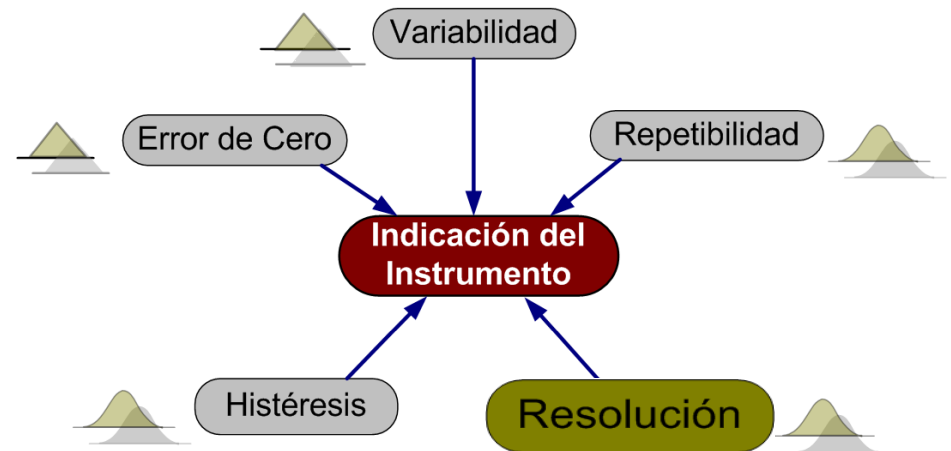 Variabilidad
Error de Cero
Repetibilidad
Indicación del
Instrumento
Histéresis
Resolución